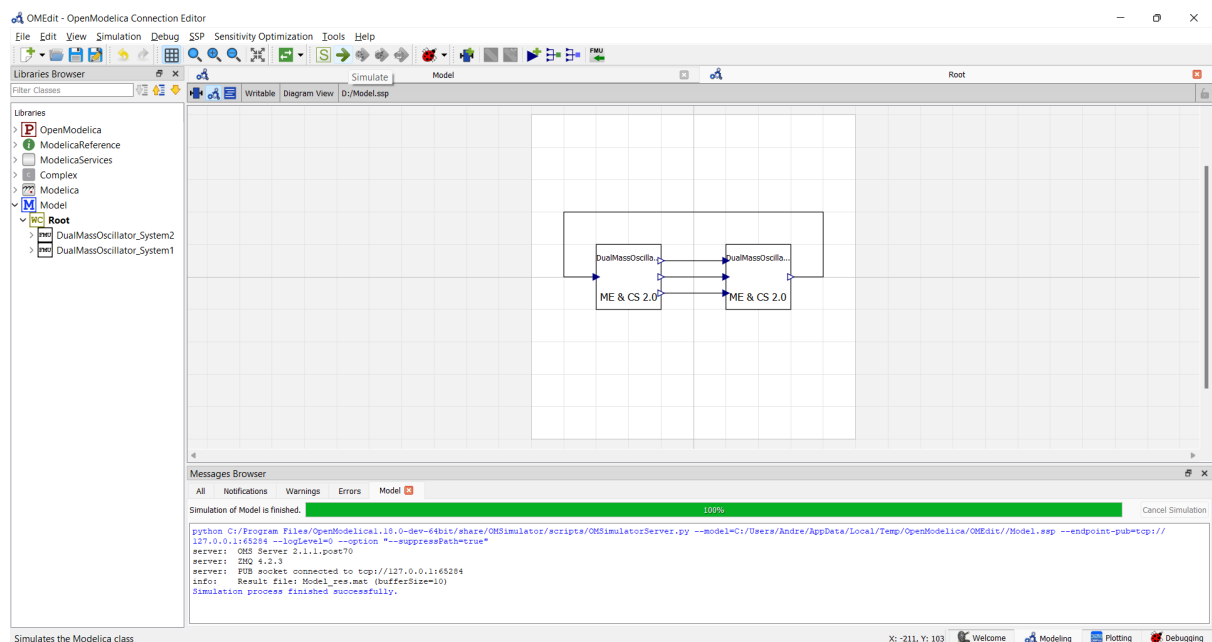 OMEdit - OpenModelica Connection Editor
File Edit View Simulation Debug SSP Sensitivity Optimization Tools Help
S FMU
Libraries Browser
Model
Root
Simulate
Filter Classes
Writable Diagram View D:/Model.ssp
Libraries
P OpenModelica
i ModelicaReference
ModelicaServices
C Complex
Modelica
M Model
WC Root
FMU DualMassOscillator_System2
FMU DualMassOscillator_System1
DualMassOscilla...
DualMassOscilla...
ME & CS 2.0
ME & CS 2.0
Messages Browser
All Notifications Warnings Errors Model
Simulation of Model is finished. 100% Cancel Simulation
python C:/Program Files/OpenModelica1.18.0-dev-64bit/share/OMSimulator/scripts/OMSimulatorServer.py --model=C:/Users/Andre/AppData/Local/Temp/OpenModelica/OMEdit//Model.ssp --endpoint-pub=tcp://
127.0.0.1:65284 --logLevel=0 --option "--suppressPath=true"
server: OMS Server 2.1.1.post70
server: ZMQ 4.2.3
server: PUB socket connected to tcp://127.0.0.1:65284
info: Result file: Model_res.mat (bufferSize=10)
Simulation process finished successfully.
Simulates the Modelica class
X: -211, Y: 103 Welcome Modeling Plotting Debugging